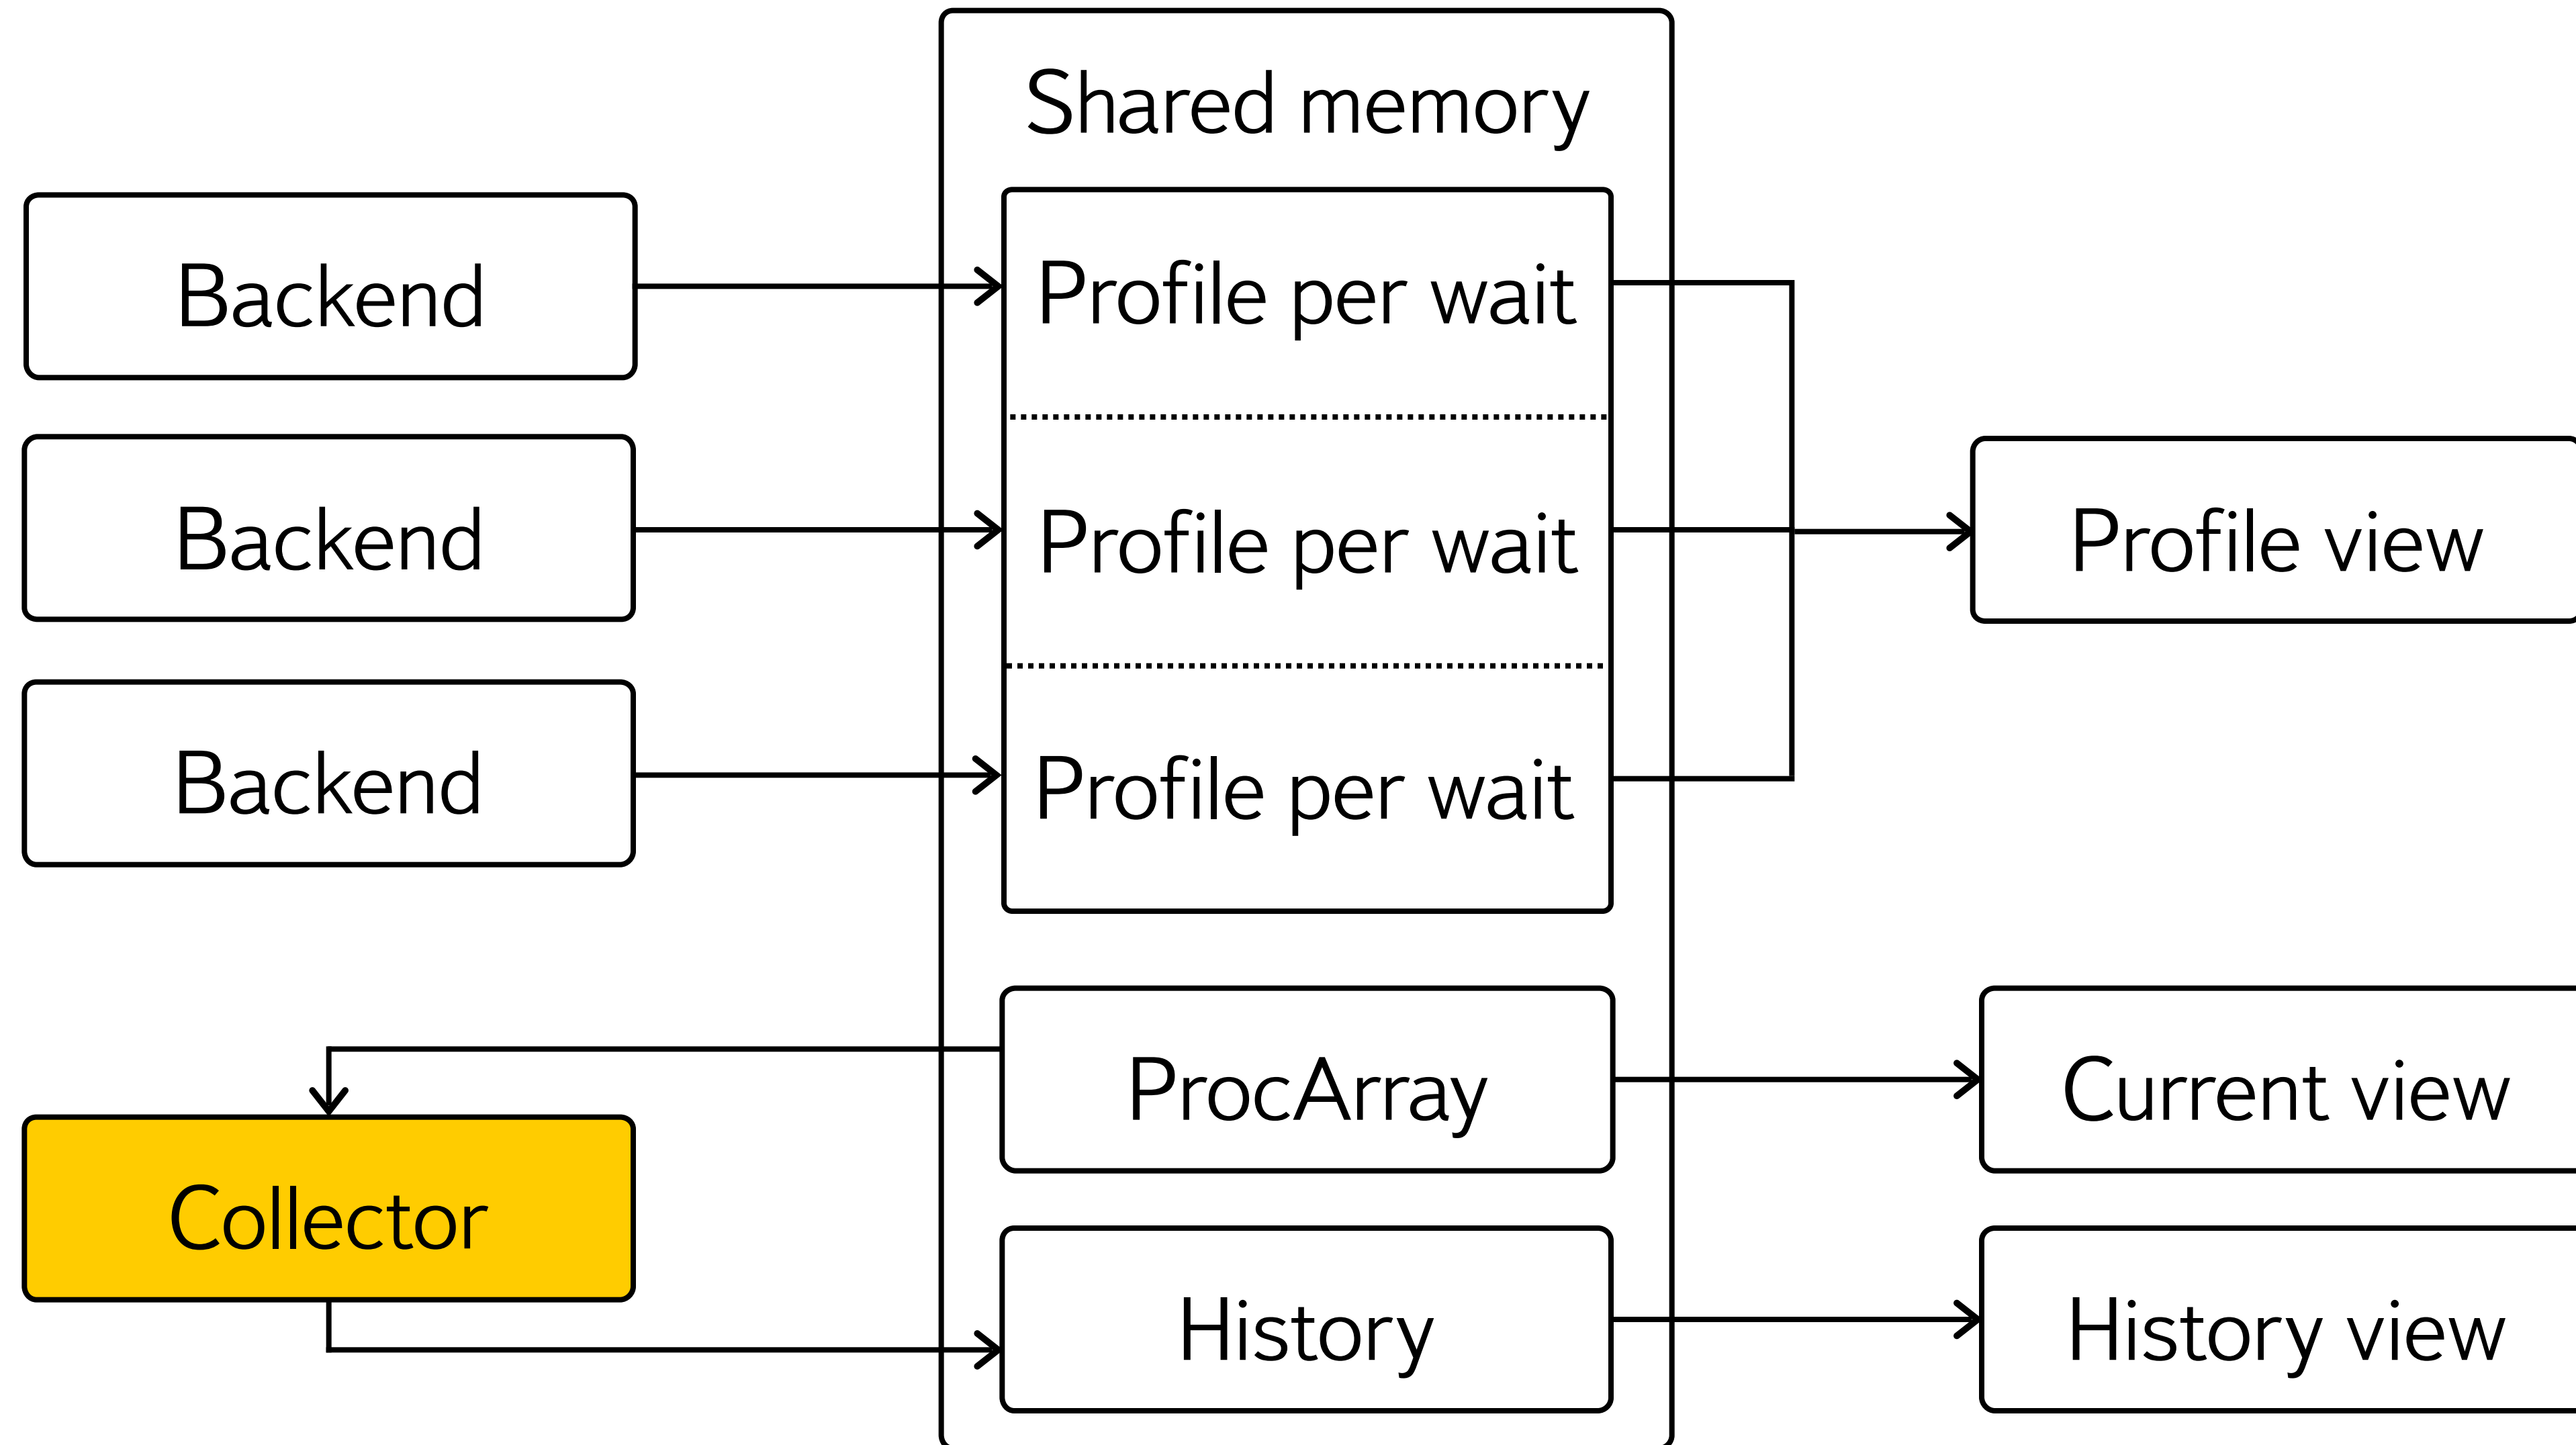 Shared memory
Backend
Profile per wait
Backend
Profile per wait
Profile view
Backend
Profile per wait
ProcArray
Current view
Collector
History
History view